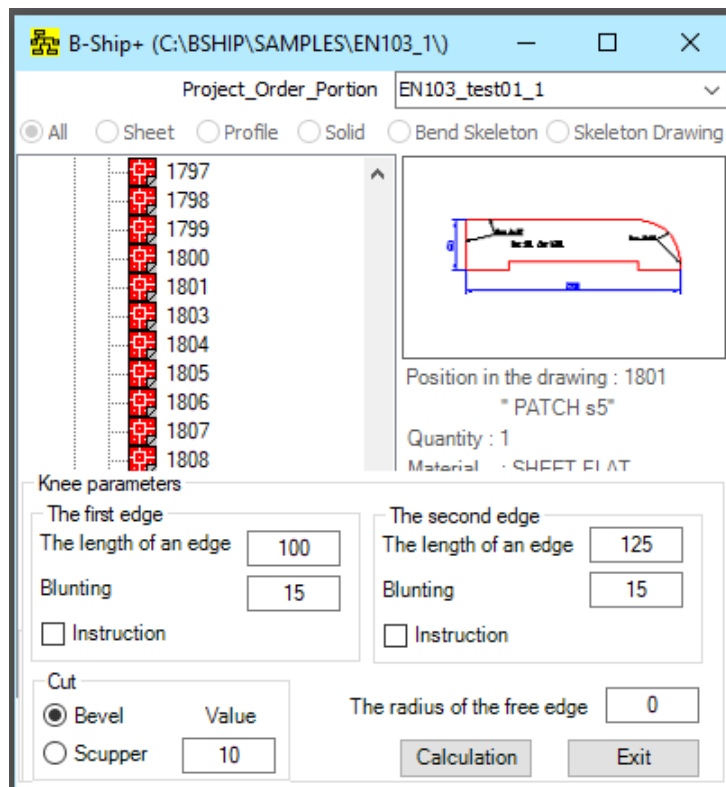 B-Ship+ (C:\BSHIP\SAMPLES\EN103_1\)
Project_Order_Portion EN103_test01_1
All Sheet Profile Solid Bend Skeleton Skeleton Drawing
1797
1798
1799
1800
1801
1803
1804
1805
1806
1807
1808
Position in the drawing : 1801
" PATCH s5"
Quantity : 1
Material : SHEET FLAT
Knee parameters
The first edge
The length of an edge 100
Blunting 15
Instruction
The second edge
The length of an edge 125
Blunting 15
Instruction
Cut
Bevel Value
Scupper 10
The radius of the free edge 0
Calculation Exit